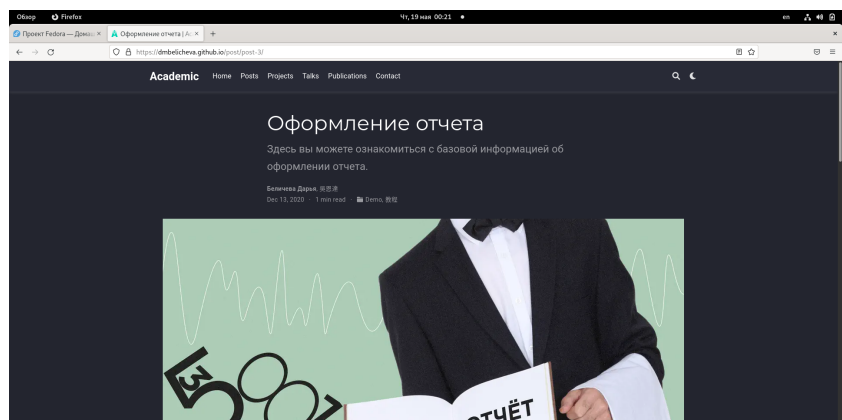 Обзор Firefox Чт, 19 мая 00:21 en
Проект Fedora — Домаш × Оформление отчета | Ac × + ×
https://dmbelicheva.github.io/post/post-3/
Academic Home Posts Projects Talks Publications Contact
Оформление отчета
Здесь вы можете ознакомиться с базовой информацией об
оформлении отчета.
Беличева Дарья, 吳恩達
Dec 13, 2020 · 1 min read · Demo, 教程
ОТЧЁТ